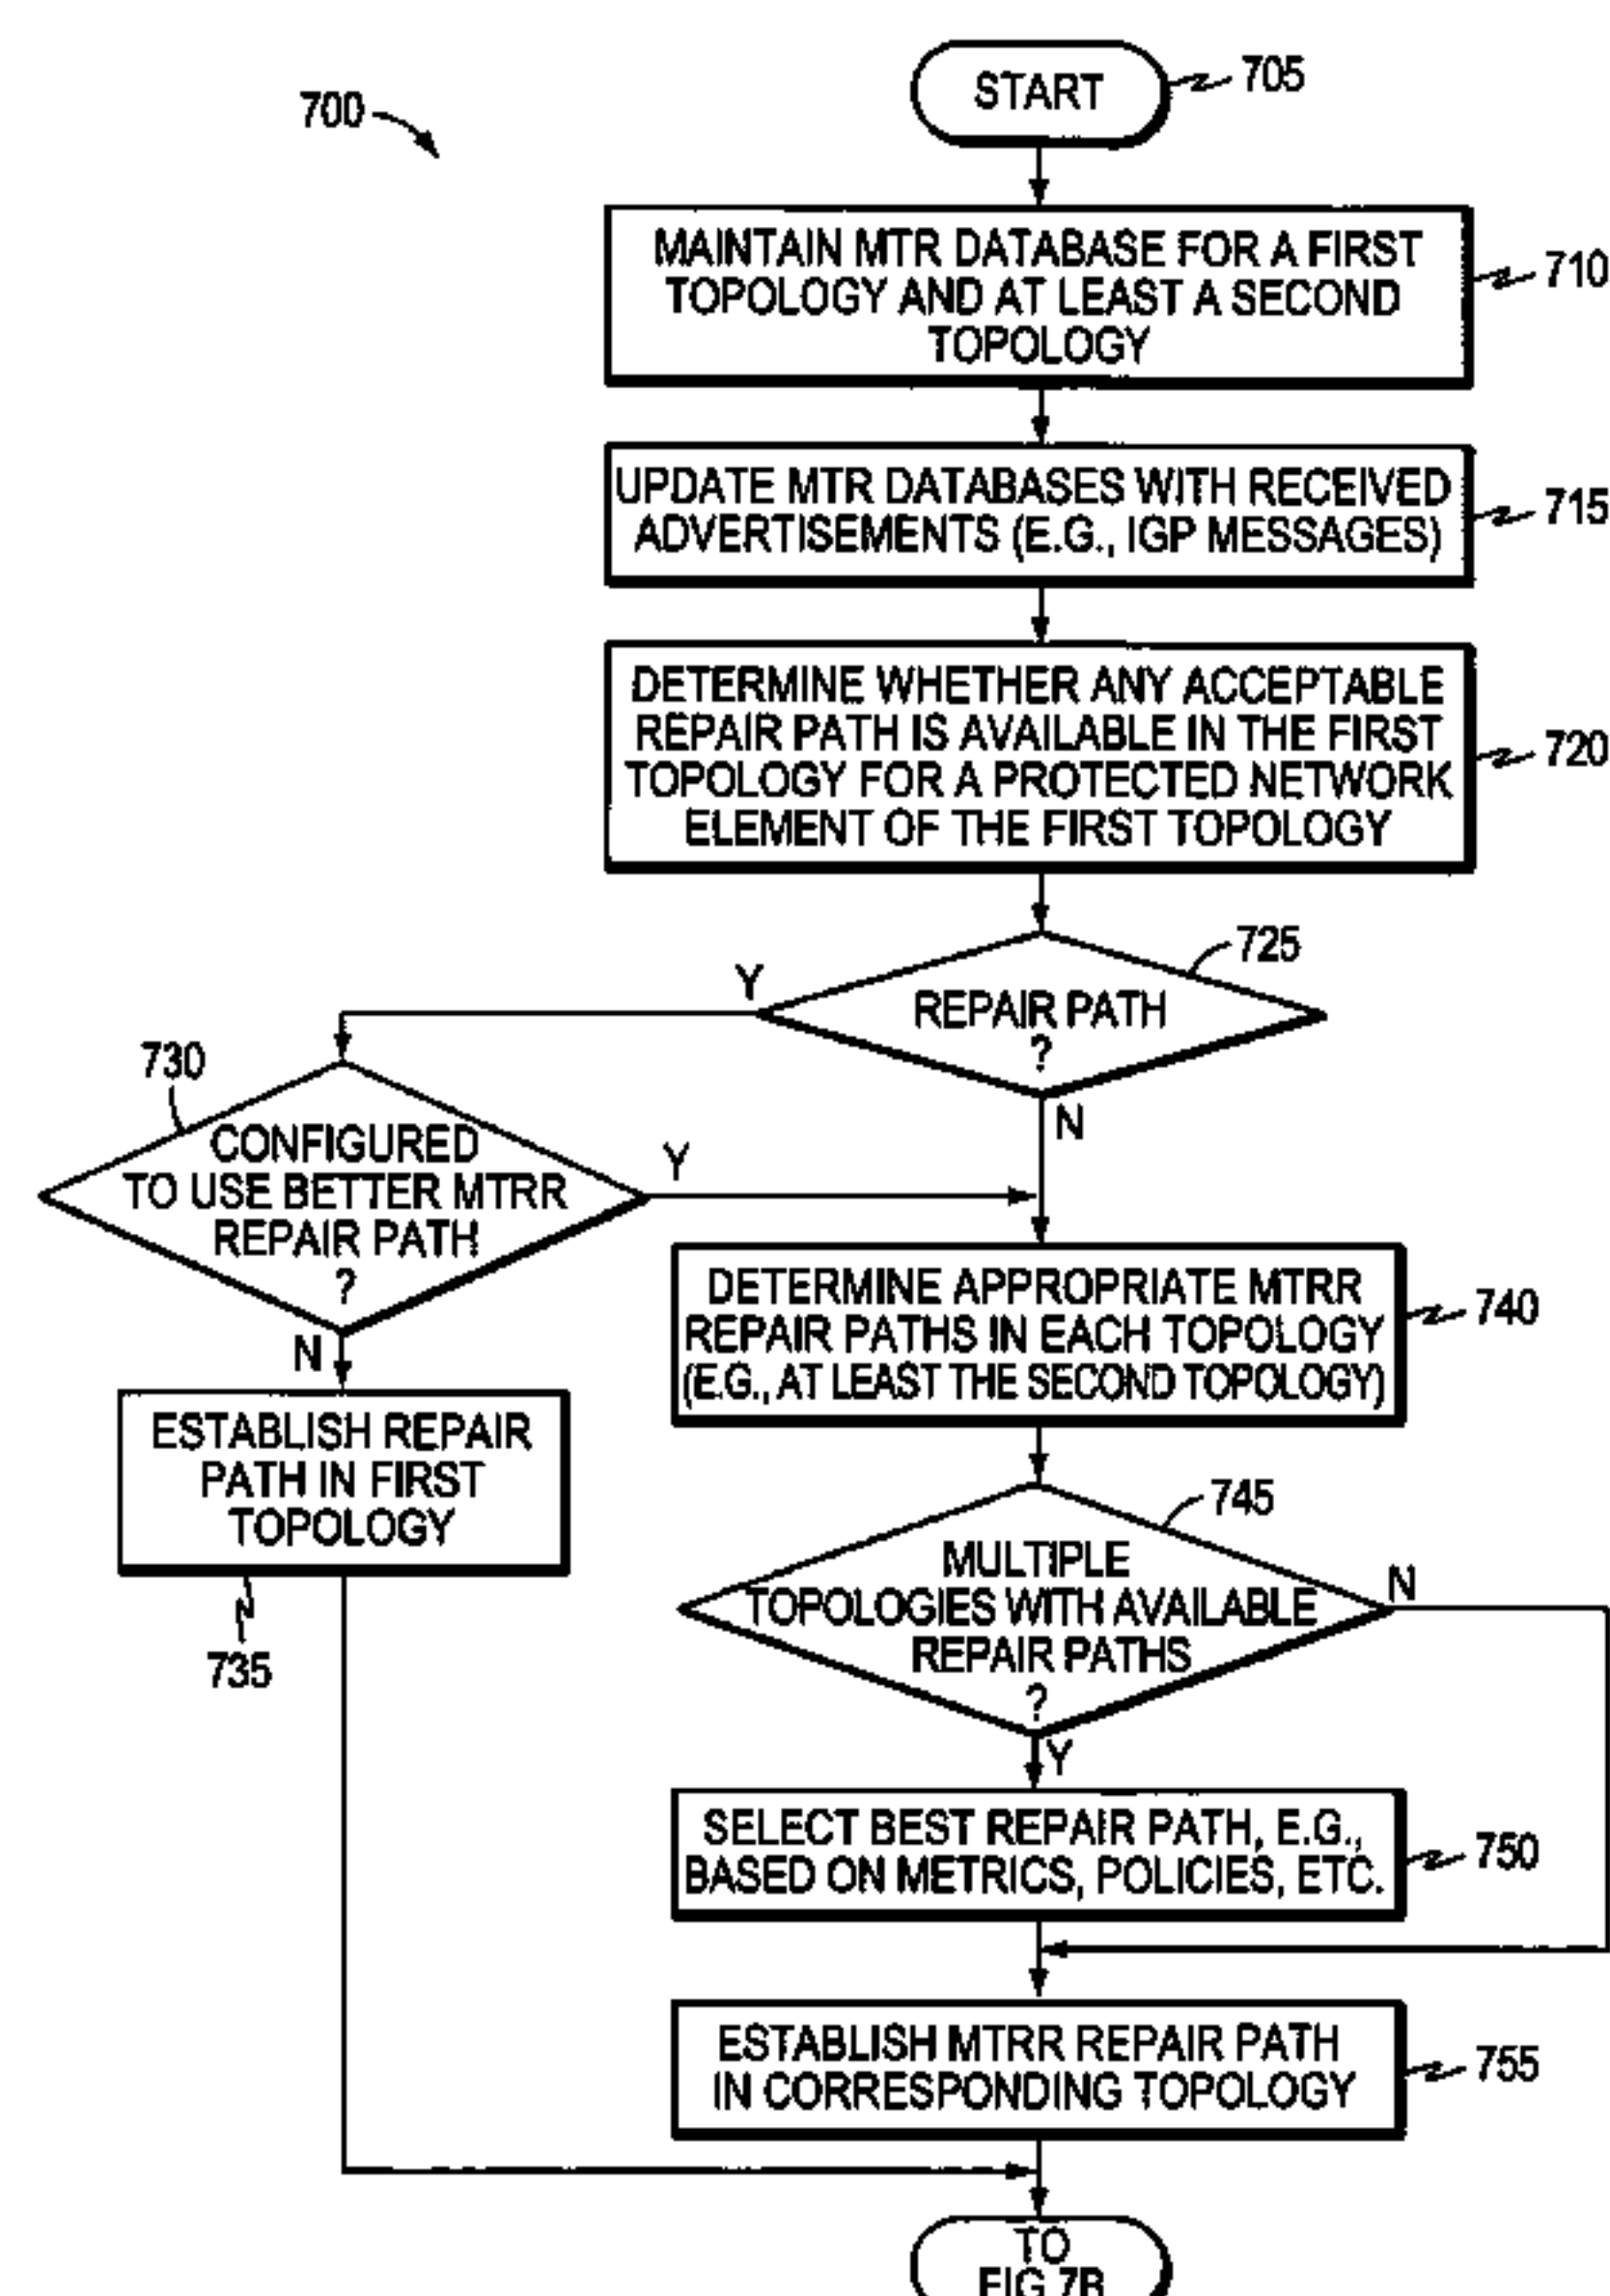 700
START
705
MAINTAIN MTR DATABASE FOR A FIRST
TOPOLOGY AND AT LEAST A SECOND
TOPOLOGY
710
UPDATE MTR DATABASES WITH RECEIVED
ADVERTISEMENTS (E.G., IGP MESSAGES)
715
DETERMINE WHETHER ANY ACCEPTABLE
REPAIR PATH IS AVAILABLE IN THE FIRST
TOPOLOGY FOR A PROTECTED NETWORK
ELEMENT OF THE FIRST TOPOLOGY
720
725
REPAIR PATH
?
Y
N
730
CONFIGURED
TO USE BETTER MTRR
REPAIR PATH
?
Y
N
ESTABLISH REPAIR
PATH IN FIRST
TOPOLOGY
735
DETERMINE APPROPRIATE MTRR
REPAIR PATHS IN EACH TOPOLOGY
(E.G., AT LEAST THE SECOND TOPOLOGY)
740
745
MULTIPLE
TOPOLOGIES WITH AVAILABLE
REPAIR PATHS
?
N
Y
SELECT BEST REPAIR PATH, E.G.,
BASED ON METRICS, POLICIES, ETC.
750
ESTABLISH MTRR REPAIR PATH
IN CORRESPONDING TOPOLOGY
755
TO
FIG 7B